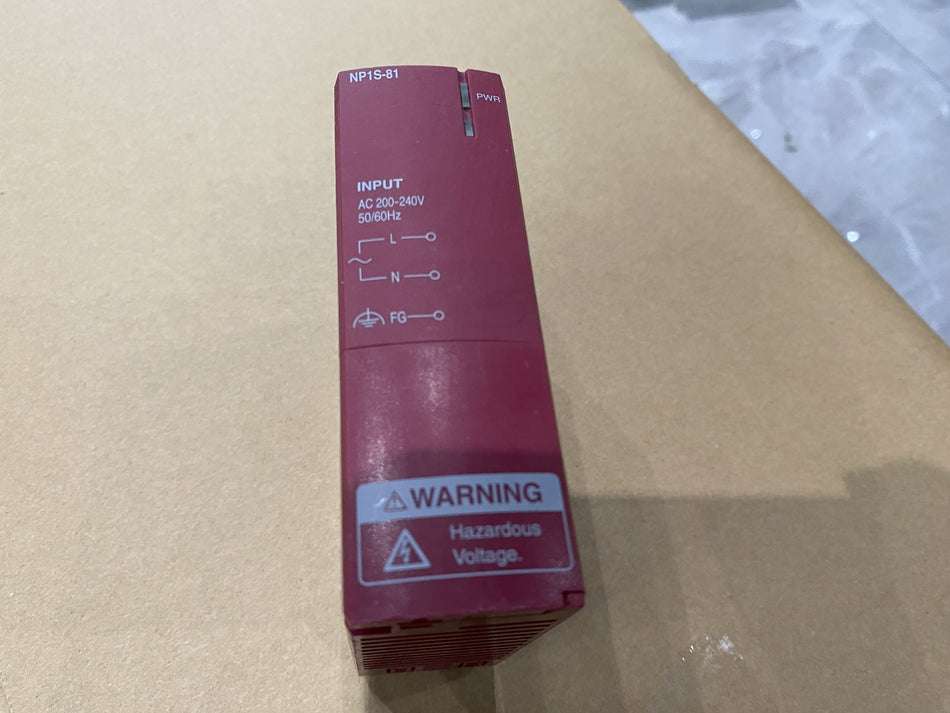 NP1S-81
PWR
INPUT
AC 200-240V
50/60Hz
L
N
FG
WARNING
Hazardous
Voltage.